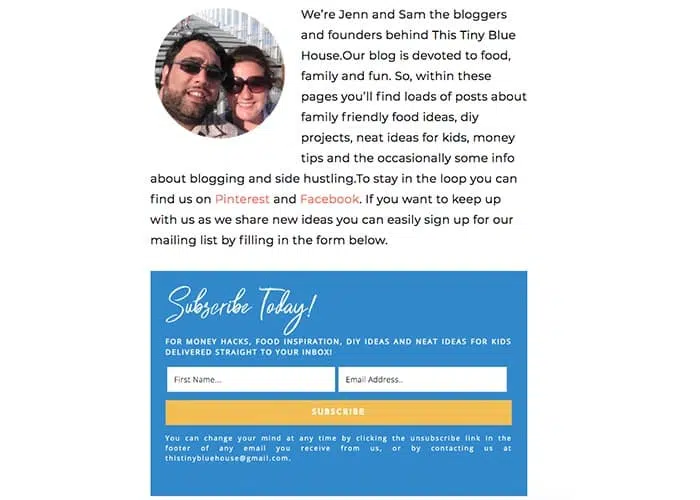 We’re Jenn and Sam the bloggers
and founders behind This Tiny Blue
House.Our blog is devoted to food,
family and fun. So, within these
pages you’ll find loads of posts about
family friendly food ideas, diy
projects, neat ideas for kids, money
tips and the occasionally some info
about blogging and side hustling.To stay in the loop you can
find us on Pinterest and Facebook. If you want to keep up
with us as we share new ideas you can easily sign up for our
mailing list by filling in the form below.
Subscribe Today!
FOR MONEY HACKS, FOOD INSPIRATION, DIY IDEAS AND NEAT IDEAS FOR KIDS
DELIVERED STRAIGHT TO YOUR INBOX!
First Name... Email Address..
SUBSCRIBE
You can change your mind at any time by clicking the unsubscribe link in the
footer of any email you receive from us, or by contacting us at
thistinybluehouse@gmail.com.